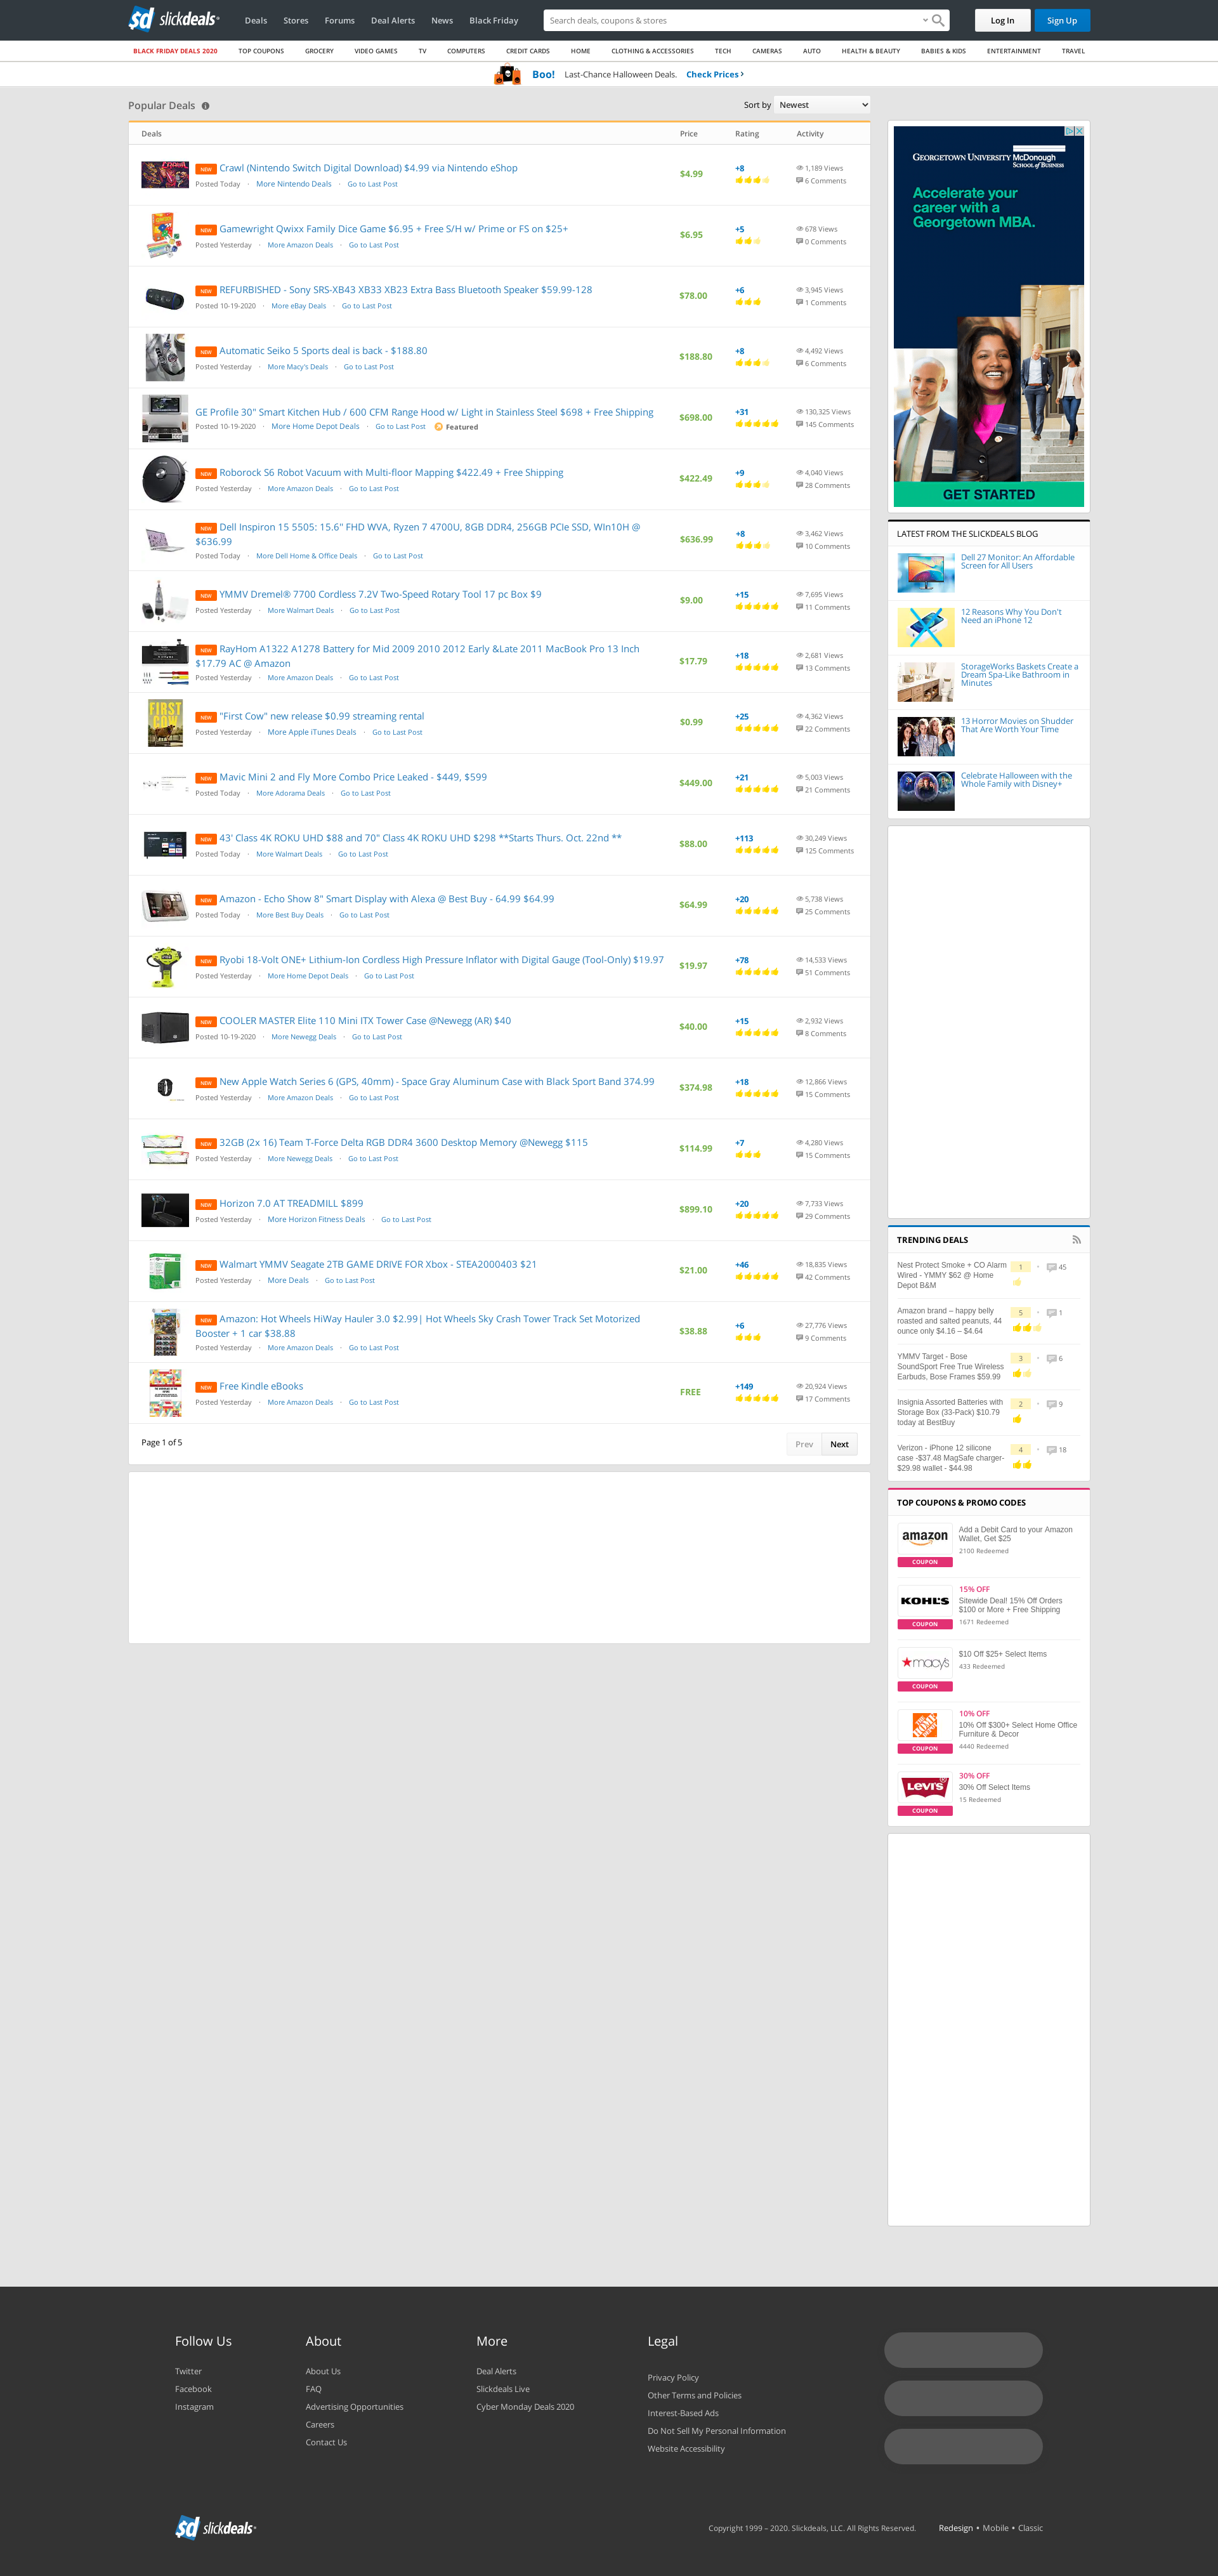 sd slickdeals
Deals Stores Forums Deal Alerts News Black Friday
Search deals, coupons & stores
Log In Sign Up
BLACK FRIDAY DEALS 2020 TOP COUPONS GROCERY VIDEO GAMES TV COMPUTERS CREDIT CARDS HOME CLOTHING & ACCESSORIES TECH CAMERAS AUTO HEALTH & BEAUTY BABIES & KIDS ENTERTAINMENT TRAVEL
Boo! Last-Chance Halloween Deals. Check Prices ›
Popular Deals
Sort by Newest
Deals Price Rating Activity
NEW Crawl (Nintendo Switch Digital Download) $4.99 via Nintendo eShop
Posted Today · More Nintendo Deals · Go to Last Post
$4.99 +8 1,189 Views
6 Comments
NEW Gamewright Qwixx Family Dice Game $6.95 + Free S/H w/ Prime or FS on $25+
Posted Yesterday · More Amazon Deals · Go to Last Post
$6.95 +5 678 Views
0 Comments
NEW REFURBISHED - Sony SRS-XB43 XB33 XB23 Extra Bass Bluetooth Speaker $59.99-128
Posted 10-19-2020 · More eBay Deals · Go to Last Post
$78.00 +6 3,945 Views
1 Comments
NEW Automatic Seiko 5 Sports deal is back - $188.80
Posted Yesterday · More Macy's Deals · Go to Last Post
$188.80 +8 4,492 Views
6 Comments
GE Profile 30" Smart Kitchen Hub / 600 CFM Range Hood w/ Light in Stainless Steel $698 + Free Shipping
Posted 10-19-2020 · More Home Depot Deals · Go to Last Post Featured
$698.00 +31 130,325 Views
145 Comments
NEW Roborock S6 Robot Vacuum with Multi-floor Mapping $422.49 + Free Shipping
Posted Yesterday · More Amazon Deals · Go to Last Post
$422.49 +9 4,040 Views
28 Comments
NEW Dell Inspiron 15 5505: 15.6'' FHD WVA, Ryzen 7 4700U, 8GB DDR4, 256GB PCIe SSD, WIn10H @
$636.99
Posted Today · More Dell Home & Office Deals · Go to Last Post
$636.99 +8 3,462 Views
10 Comments
NEW YMMV Dremel® 7700 Cordless 7.2V Two-Speed Rotary Tool 17 pc Box $9
Posted Yesterday · More Walmart Deals · Go to Last Post
$9.00 +15 7,695 Views
11 Comments
NEW RayHom A1322 A1278 Battery for Mid 2009 2010 2012 Early &Late 2011 MacBook Pro 13 Inch
$17.79 AC @ Amazon
Posted Yesterday · More Amazon Deals · Go to Last Post
$17.79 +18 2,681 Views
13 Comments
FIRST COW
NEW "First Cow" new release $0.99 streaming rental
Posted Yesterday · More Apple iTunes Deals · Go to Last Post
$0.99 +25 4,362 Views
22 Comments
NEW Mavic Mini 2 and Fly More Combo Price Leaked - $449, $599
Posted Today · More Adorama Deals · Go to Last Post
$449.00 +21 5,003 Views
21 Comments
NEW 43' Class 4K ROKU UHD $88 and 70" Class 4K ROKU UHD $298 **Starts Thurs. Oct. 22nd **
Posted Today · More Walmart Deals · Go to Last Post
$88.00 +113 30,249 Views
125 Comments
NEW Amazon - Echo Show 8" Smart Display with Alexa @ Best Buy - 64.99 $64.99
Posted Today · More Best Buy Deals · Go to Last Post
$64.99 +20 5,738 Views
25 Comments
NEW Ryobi 18-Volt ONE+ Lithium-Ion Cordless High Pressure Inflator with Digital Gauge (Tool-Only) $19.97
Posted Yesterday · More Home Depot Deals · Go to Last Post
$19.97 +78 14,533 Views
51 Comments
NEW COOLER MASTER Elite 110 Mini ITX Tower Case @Newegg (AR) $40
Posted 10-19-2020 · More Newegg Deals · Go to Last Post
$40.00 +15 2,932 Views
8 Comments
NEW New Apple Watch Series 6 (GPS, 40mm) - Space Gray Aluminum Case with Black Sport Band 374.99
Posted Yesterday · More Amazon Deals · Go to Last Post
$374.98 +18 12,866 Views
15 Comments
NEW 32GB (2x 16) Team T-Force Delta RGB DDR4 3600 Desktop Memory @Newegg $115
Posted Yesterday · More Newegg Deals · Go to Last Post
$114.99 +7 4,280 Views
15 Comments
NEW Horizon 7.0 AT TREADMILL $899
Posted Yesterday · More Horizon Fitness Deals · Go to Last Post
$899.10 +20 7,733 Views
29 Comments
NEW Walmart YMMV Seagate 2TB GAME DRIVE FOR Xbox - STEA2000403 $21
Posted Yesterday · More Deals · Go to Last Post
$21.00 +46 18,835 Views
42 Comments
NEW Amazon: Hot Wheels HiWay Hauler 3.0 $2.99| Hot Wheels Sky Crash Tower Track Set Motorized
Booster + 1 car $38.88
Posted Yesterday · More Amazon Deals · Go to Last Post
$38.88 +6 27,776 Views
9 Comments
NEW Free Kindle eBooks
Posted Yesterday · More Amazon Deals · Go to Last Post
FREE +149 20,924 Views
17 Comments
Page 1 of 5
Prev Next
GEORGETOWN UNIVERSITY McDonough
SCHOOL of BUSINESS
Accelerate your
career with a
Georgetown MBA.
GET STARTED
LATEST FROM THE SLICKDEALS BLOG
Dell 27 Monitor: An Affordable
Screen for All Users
12 Reasons Why You Don't
Need an iPhone 12
StorageWorks Baskets Create a
Dream Spa-Like Bathroom in
Minutes
13 Horror Movies on Shudder
That Are Worth Your Time
Celebrate Halloween with the
Whole Family with Disney+
TRENDING DEALS
Nest Protect Smoke + CO Alarm
Wired - YMMY $62 @ Home
Depot B&M
1 · 45
Amazon brand – happy belly
roasted and salted peanuts, 44
ounce only $4.16 – $4.64
5 · 1
YMMV Target - Bose
SoundSport Free True Wireless
Earbuds, Bose Frames $59.99
3 · 6
Insignia Assorted Batteries with
Storage Box (33-Pack) $10.79
today at BestBuy
2 · 9
Verizon - iPhone 12 silicone
case -$37.48 MagSafe charger-
$29.98 wallet - $44.98
4 · 18
TOP COUPONS & PROMO CODES
amazon
COUPON
Add a Debit Card to your Amazon
Wallet, Get $25
2100 Redeemed
KOHL'S
COUPON
15% OFF
Sitewide Deal! 15% Off Orders
$100 or More + Free Shipping
1671 Redeemed
macy's
COUPON
$10 Off $25+ Select Items
433 Redeemed
COUPON
10% OFF
10% Off $300+ Select Home Office
Furniture & Decor
4440 Redeemed
LEVI'S
COUPON
30% OFF
30% Off Select Items
15 Redeemed
Follow Us
Twitter
Facebook
Instagram
About
About Us
FAQ
Advertising Opportunities
Careers
Contact Us
More
Deal Alerts
Slickdeals Live
Cyber Monday Deals 2020
Legal
Privacy Policy
Other Terms and Policies
Interest-Based Ads
Do Not Sell My Personal Information
Website Accessibility
sd slickdeals
Copyright 1999 – 2020. Slickdeals, LLC. All Rights Reserved. Redesign • Mobile • Classic